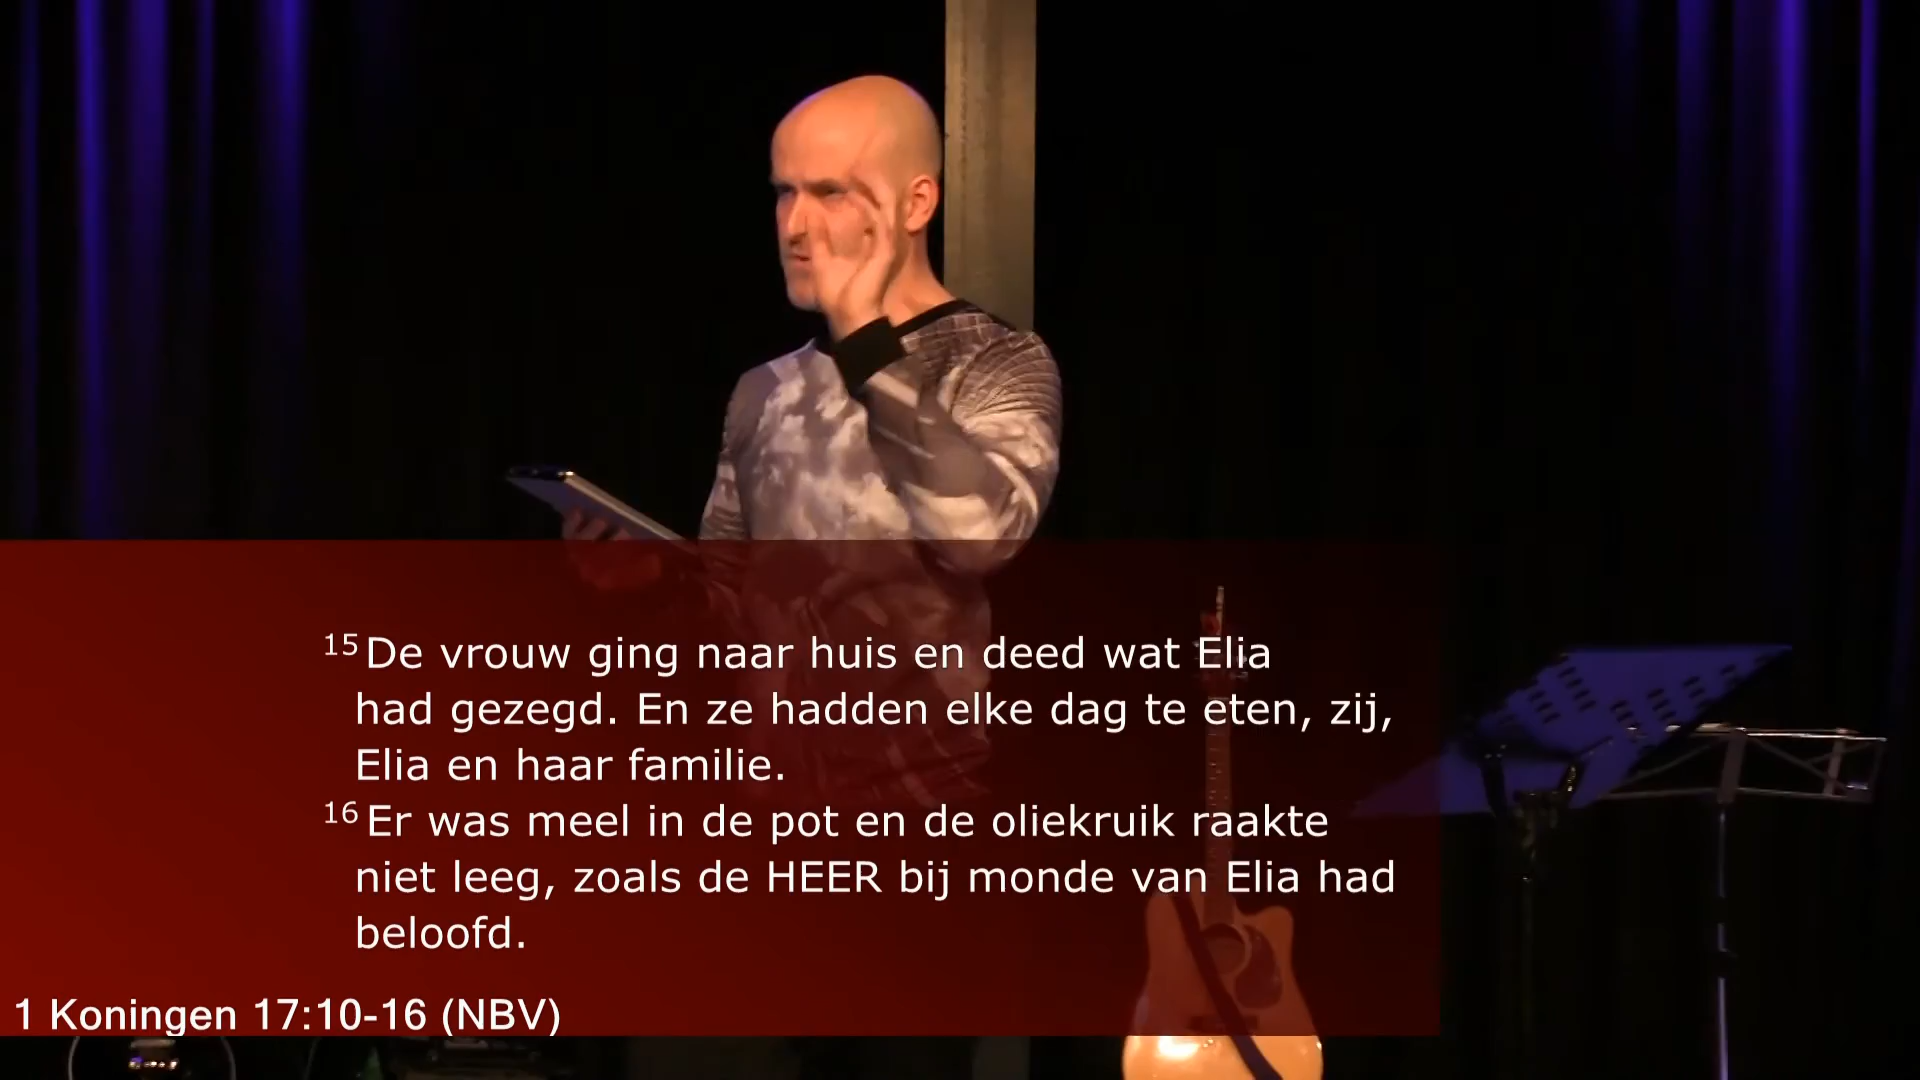 15 De vrouw ging naar huis en deed wat Elia
had gezegd. En ze hadden elke dag te eten, zij,
Elia en haar familie.
16 Er was meel in de pot en de oliekruik raakte
niet leeg, zoals de HEER bij monde van Elia had
beloofd.
1 Koningen 17:10-16 (NBV)